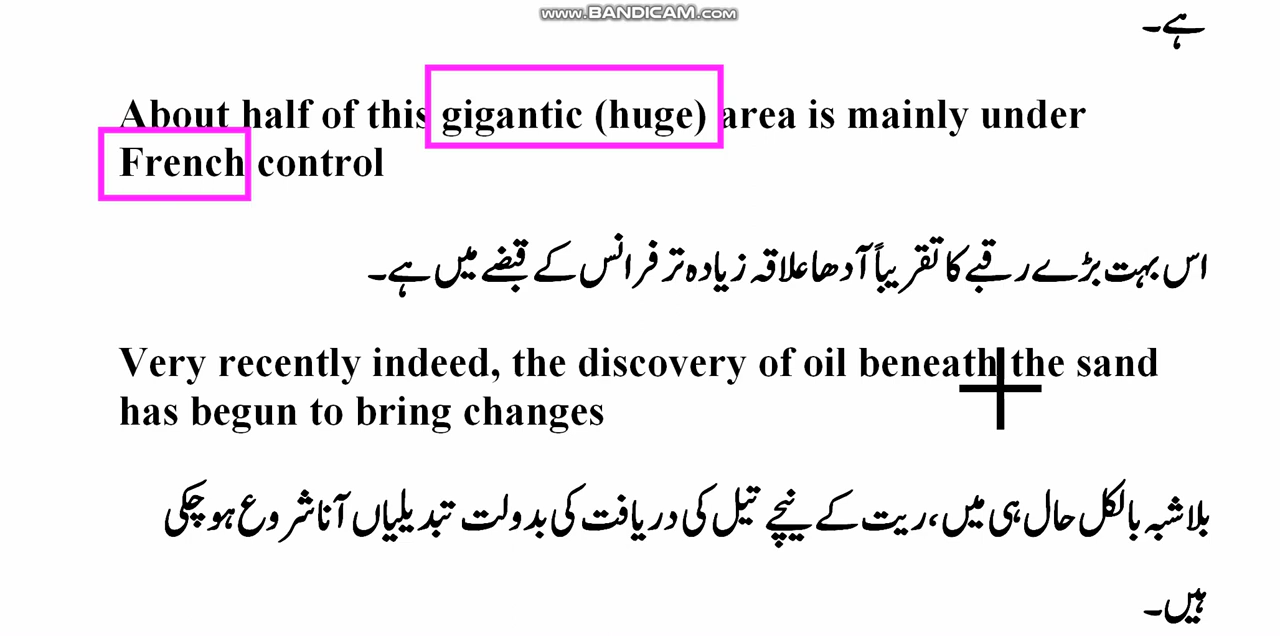 www.BANDICAM.com
ہے۔
About half of this gigantic (huge) area is mainly under
French control
اس بہت بڑے رقبے کا تقریباً آدھا علاقہ زیادہ تر فرانس کے قبضے میں ہے۔
Very recently indeed, the discovery of oil beneath the sand
has begun to bring changes
بلاشبہ بالکل حال ہی میں، ریت کے نیچے تیل کی دریافت کی بدولت تبدیلیاں آنا شروع ہو چکی
ہیں۔